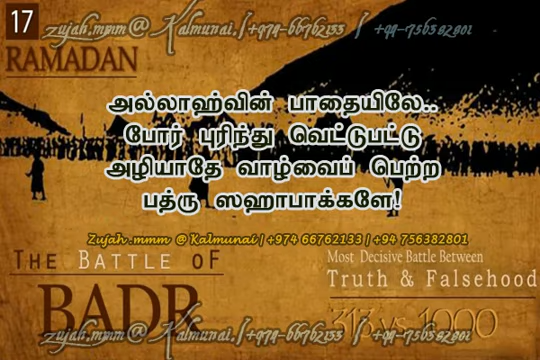 17
zujah.mmm@ Kalmunai. | +974-66762133 | +94-756382801
RAMADAN
அல்லாஹ்வின் பாதையிலே..
போர் புரிந்து வெட்டுபட்டு
அழியாதே வாழ்வைப் பெற்ற
பத்ரு ஸஹாபாக்களே!
Zujah.mmm @ Kalmunai | +974 66762133 | +94 756382801
THE BATTLE OF
BADR
Most Decisive Battle Between
Truth & Falsehood
313 vs 1000
zujah.mmm@ Kalmunai. | +974-66762133 | +94-756382801